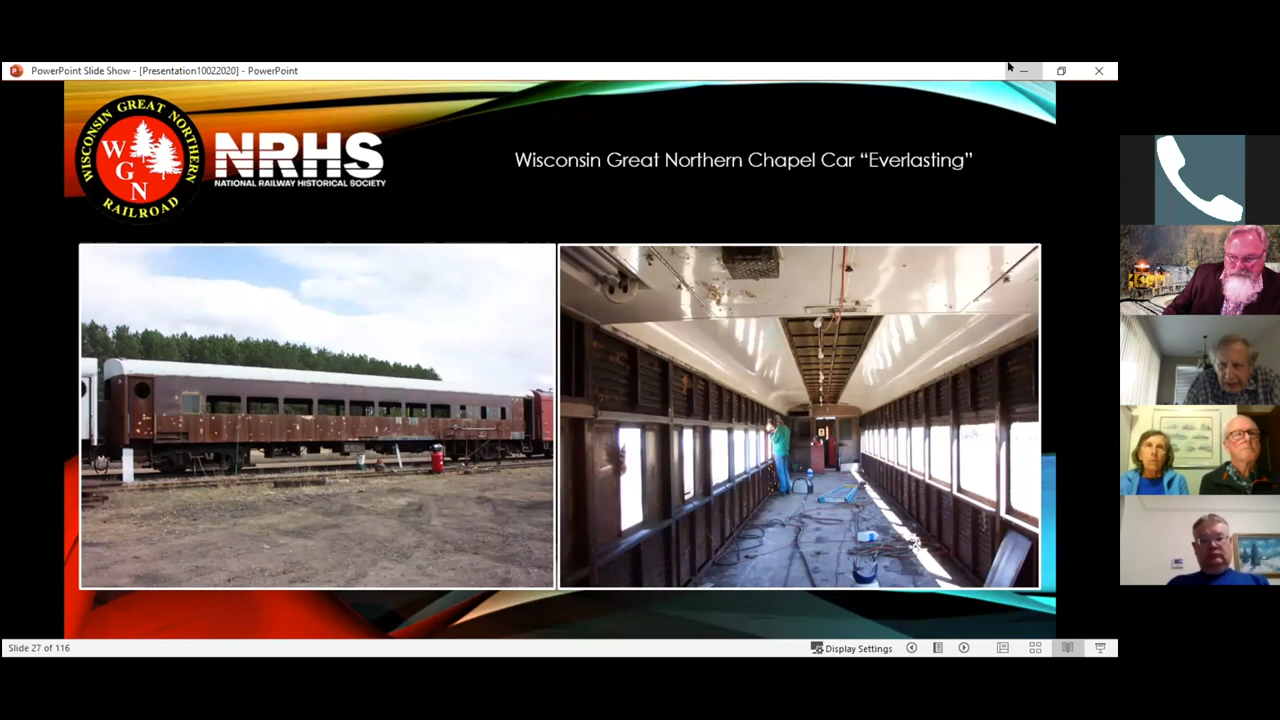 PowerPoint Slide Show - [Presentation10022020] - PowerPoint
WISCONSIN GREAT NORTHERN
WGN
RAILROAD
NRHS
NATIONAL RAILWAY HISTORICAL SOCIETY
Wisconsin Great Northern Chapel Car “Everlasting”
Slide 27 of 116
Display Settings